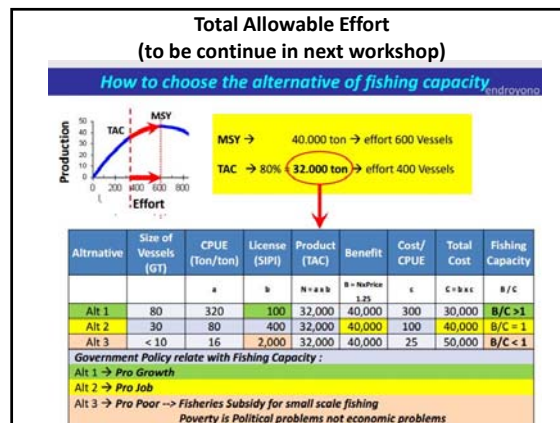 Total Allowable Effort
(to be continue in next workshop)
How to choose the alternative of fishing capacity
endroyono
MSY
TAC
Production
50
40
30
20
10
0
0 200 400 600 800
Effort
MSY → 40.000 ton → effort 600 Vessels
TAC → 80% = 32.000 ton → effort 400 Vessels
Altrnative Size of Vessels (GT) CPUE (Ton/ton) License (SIPI) Product (TAC) Benefit Cost/ CPUE Total Cost Fishing Capacity
a b N = a x b B = NxPrice 1.25 c C = b x c B / C
Alt 1 80 320 100 32,000 40,000 300 30,000 B/C >1
Alt 2 30 80 400 32,000 40,000 100 40,000 B/C = 1
Alt 3 < 10 16 2,000 32,000 40,000 25 50,000 B/C < 1
Government Policy relate with Fishing Capacity :
Alt 1 → Pro Growth
Alt 2 → Pro Job
Alt 3 → Pro Poor --> Fisheries Subsidy for small scale fishing
Poverty is Political problems not economic problems